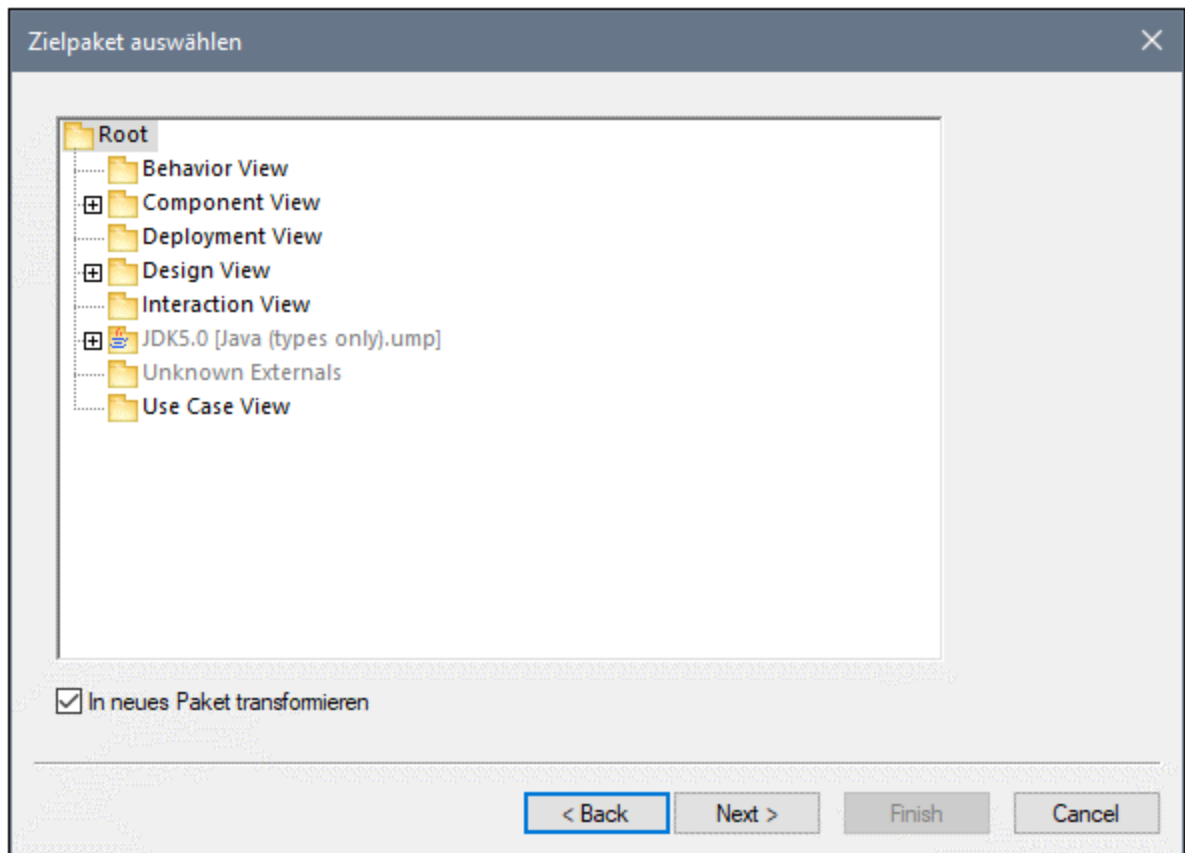 Zielpaket auswählen
Root
Behavior View
Component View
Deployment View
Design View
Interaction View
JDK5.0 [Java (types only).ump]
Unknown Externals
Use Case View
In neues Paket transformieren
< Back Next > Finish Cancel